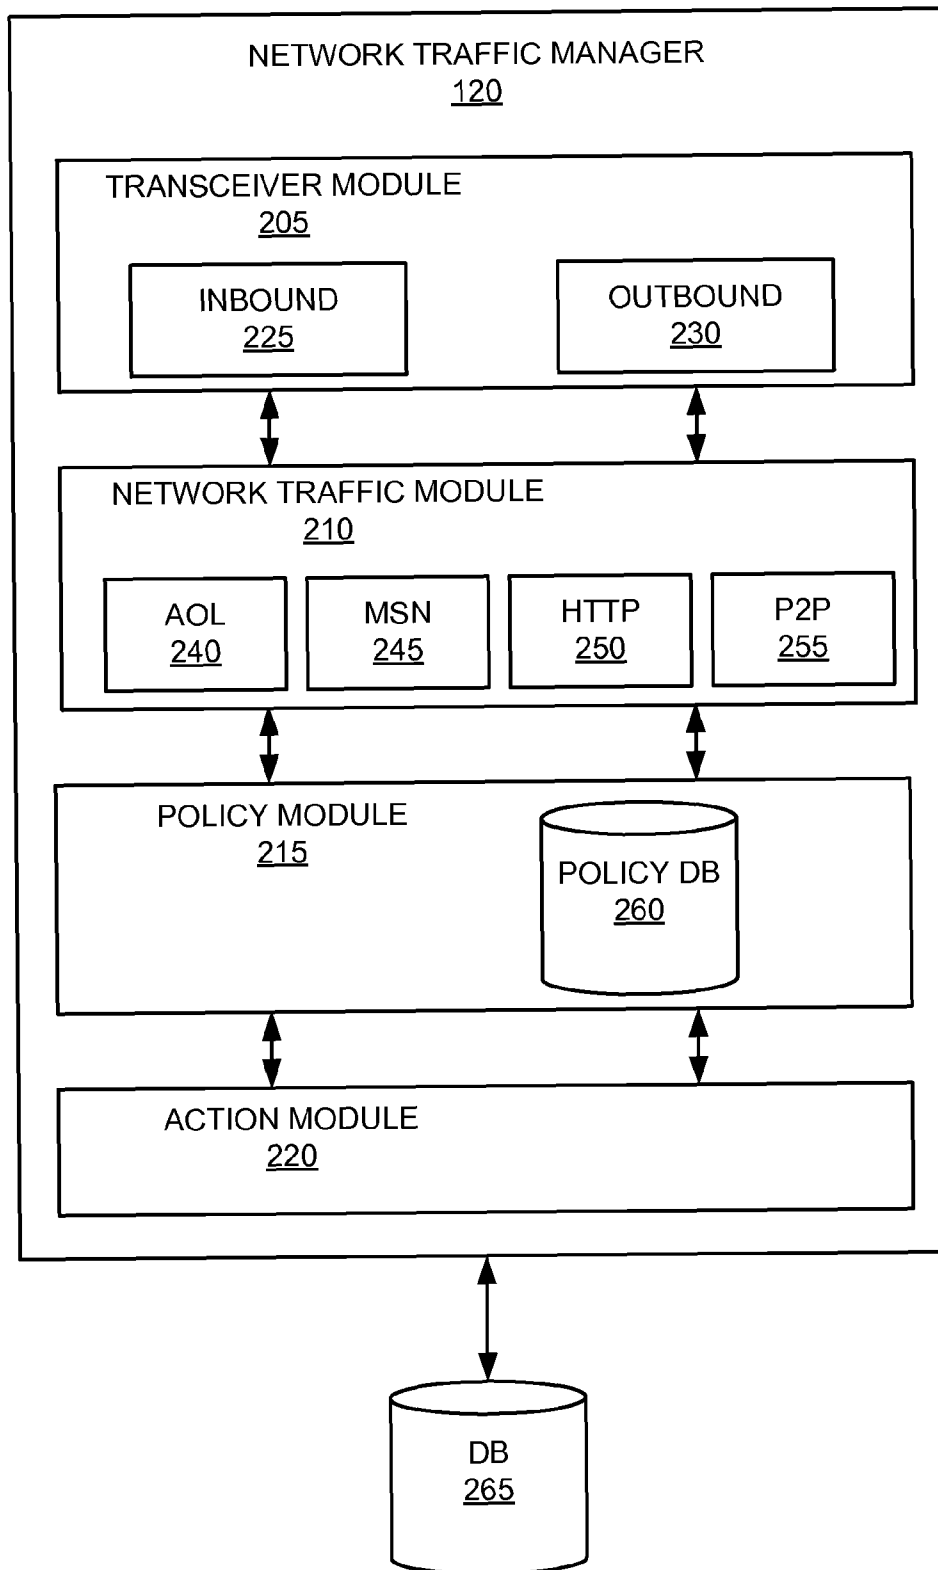 NETWORK TRAFFIC MANAGER
120
TRANSCEIVER MODULE
205
INBOUND
225
OUTBOUND
230
NETWORK TRAFFIC MODULE
210
AOL
240
MSN
245
HTTP
250
P2P
255
POLICY MODULE
215
POLICY DB
260
ACTION MODULE
220
DB
265